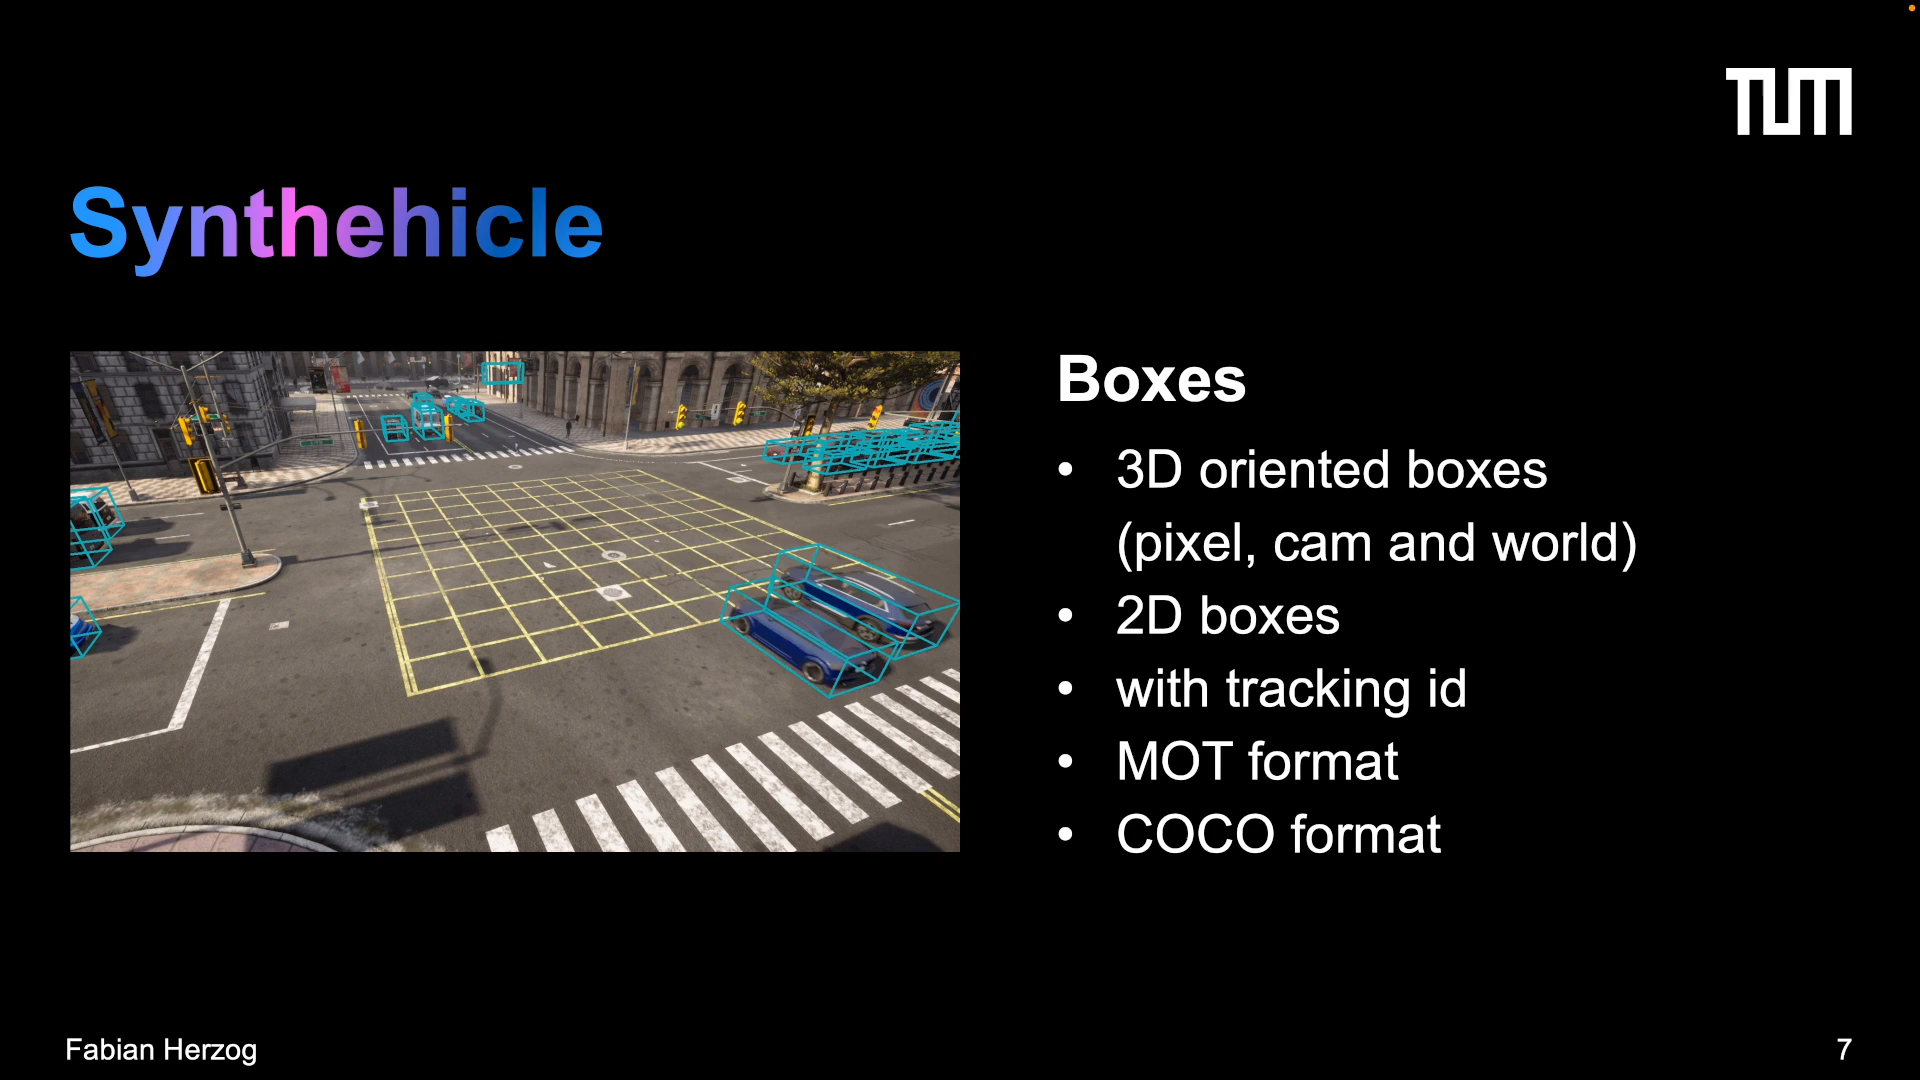 TUM
Synthehicle
Boxes
• 3D oriented boxes
(pixel, cam and world)
• 2D boxes
• with tracking id
• MOT format
• COCO format
Fabian Herzog
7